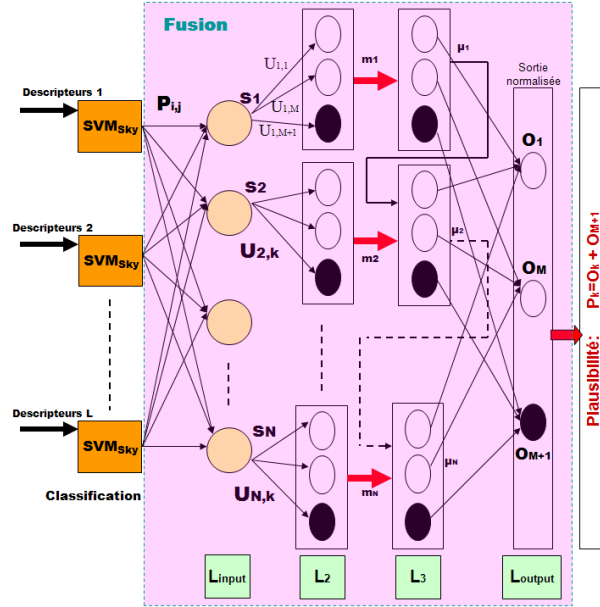 Fusion
Descripteurs 1
SVMSky
Pi,j
S1
U1,1
U1,M
U1,M+1
m1
μ1
Sortie
normalisée
O1
Descripteurs 2
SVMSky
S2
U2,k
m2
μ2
OM
Plausibilité: Pk=Ok + OM+1
Descripteurs L
SVMSky
SN
UN,k
mN
μN
OM+1
Classification
Linput
L2
L3
Loutput